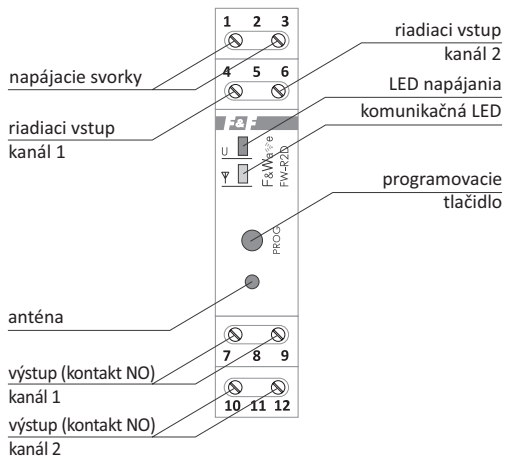 1 2 3
riadiaci vstup
kanál 2
napájacie svorky
4 5 6
LED napájania
riadiaci vstup
kanál 1
F&F
komunikačná LED
U
F&Wave
FW-R2D
programovacie
tlačidlo
PROG
anténa
7 8 9
výstup (kontakt NO)
kanál 1
10 11 12
výstup (kontakt NO)
kanál 2